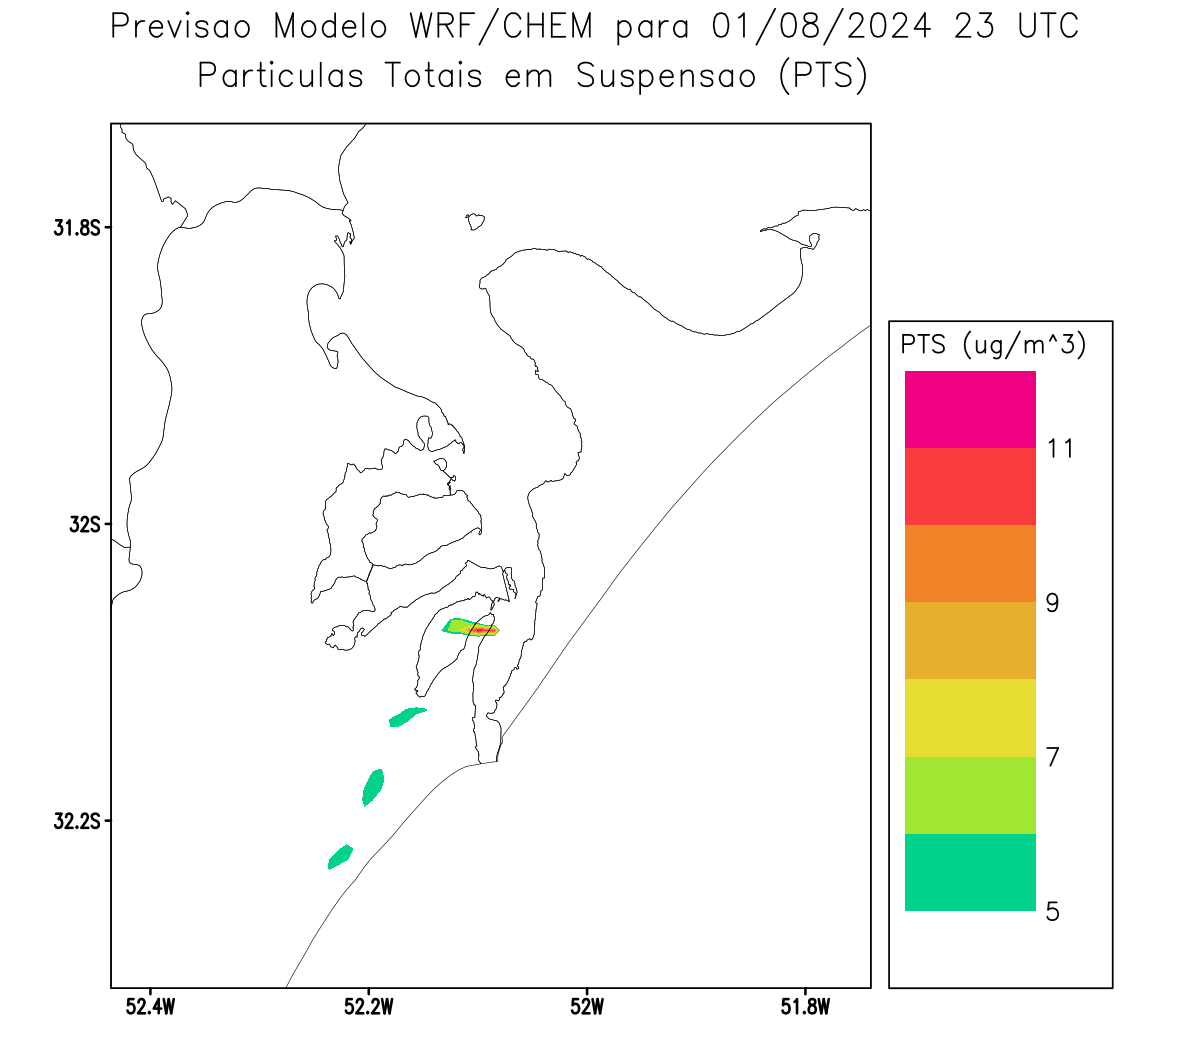 Previsao Modelo WRF/CHEM para 01/08/2024 23 UTC
Particulas Totais em Suspensao (PTS)
31.8S
32S
32.2S
52.4W
52.2W
52W
51.8W
PTS (ug/m^3)
11
9
7
5